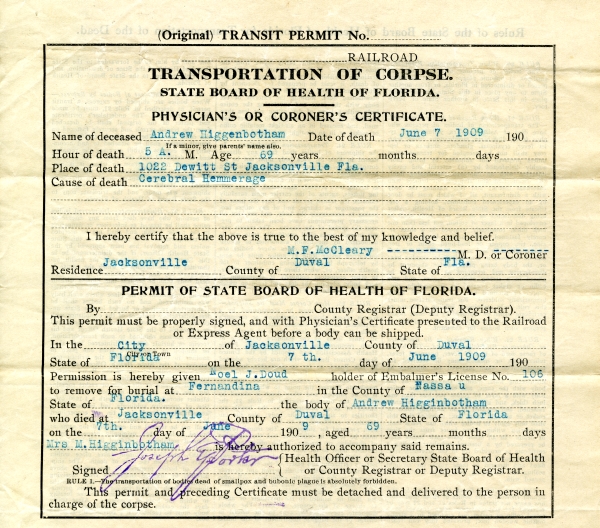 (Original) TRANSIT PERMIT No.
RAILROAD
TRANSPORTATION OF CORPSE.
STATE BOARD OF HEALTH OF FLORIDA.
PHYSICIAN'S OR CORONER'S CERTIFICATE.
Name of deceased Andrew Higgenbotham Date of death June 7 1909 190
If a minor, give parents' name also.
Hour of death 5 A. M. Age 69 years months days
Place of death 1022 Dewitt St Jacksonville Fla.
Cause of death Cerebral Hemmerage
I hereby certify that the above is true to the best of my knowledge and belief.
M.F.McCleary M. D. or Coroner
Residence Jacksonville County of Duval State of Fla.
PERMIT OF STATE BOARD OF HEALTH OF FLORIDA.
By County Registrar (Deputy Registrar).
This permit must be properly signed, and with Physician's Certificate presented to the Railroad
or Express Agent before a body can be shipped.
In the City of Jacksonville County of Duval
City or Town
State of Florida on the 7 th. day of June 1909 190
Permission is hereby given Noel J.Doud holder of Embalmer's License No. 106
to remove for burial at Fernandina in the County of Nassa u
State of Florida. the body of Andrew Higginbotham
who died at Jacksonville County of Duval State of Florida
on the 7th. day of June 190 9, aged 69 years months days
Mrs M.Higginbotham is hereby authorized to accompany said remains.
Signed Joseph Y Porter { Health Officer or Secretary State Board of Health
or County Registrar or Deputy Registrar.
RULE 1.—The transportation of bodies dead of smallpox and bubonic plague is absolutely forbidden.
This permit and preceding Certificate must be detached and delivered to the person in
charge of the corpse.